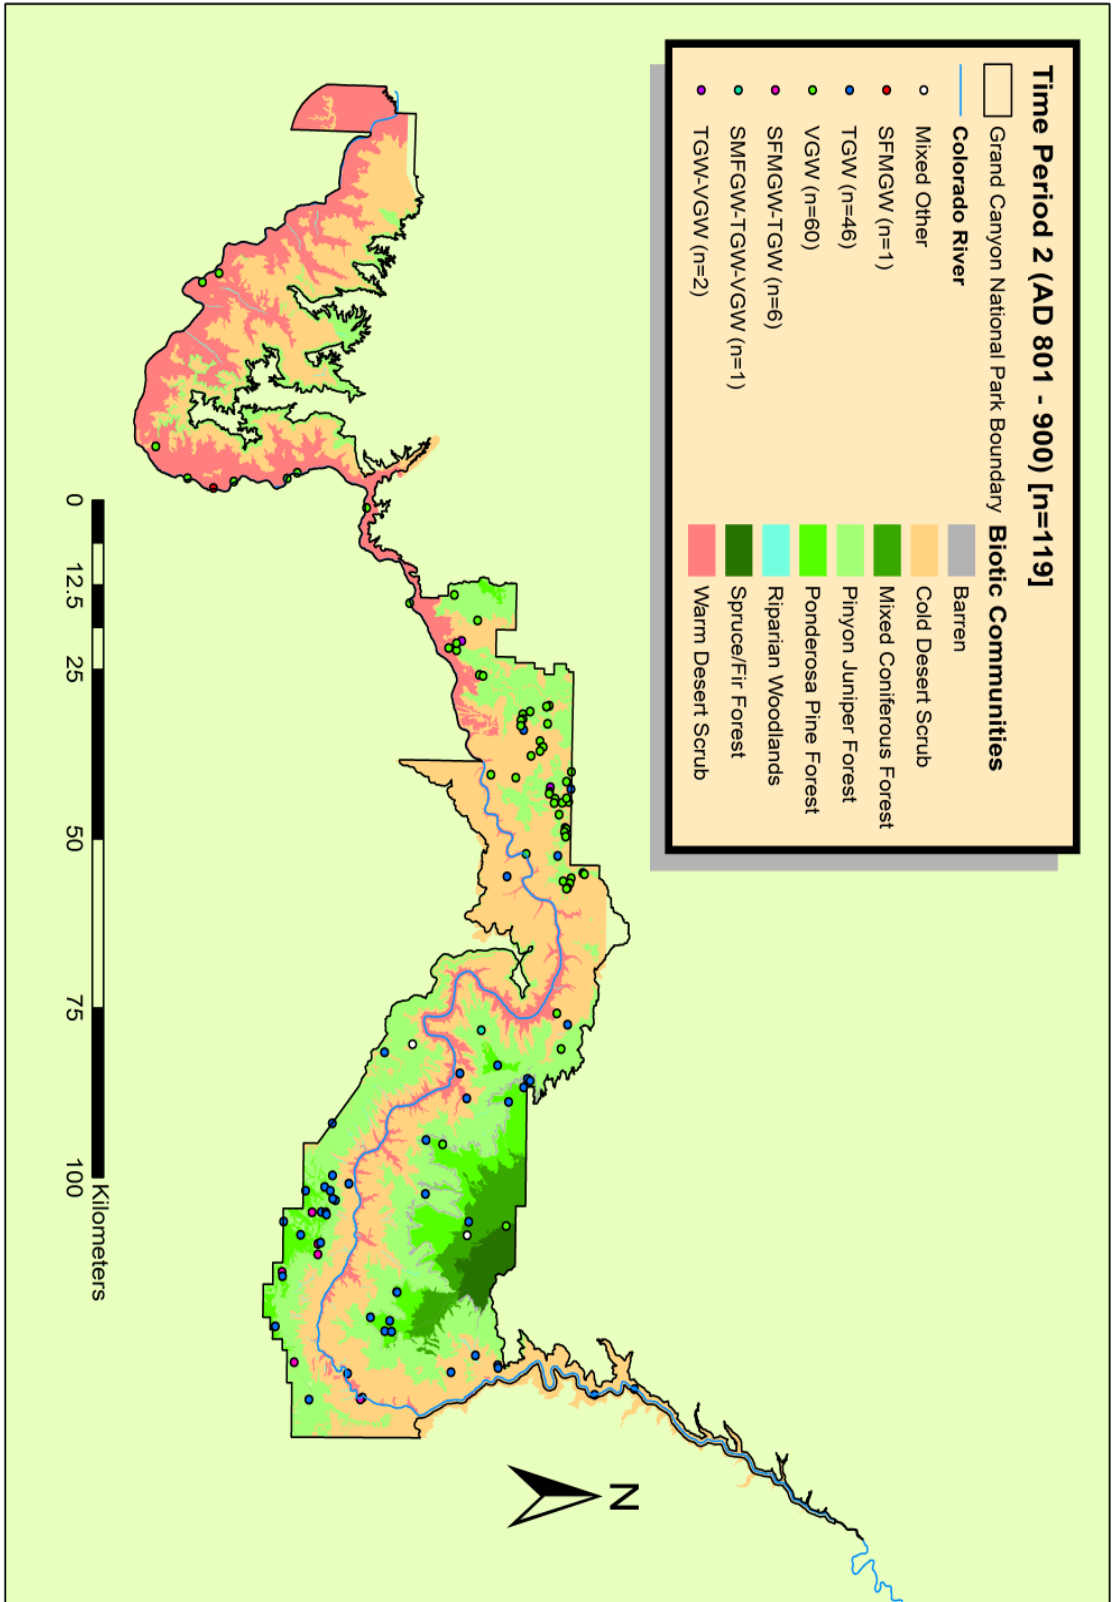 Time Period 2 (AD 801 - 900) [n=119]
Grand Canyon National Park Boundary
Colorado River
Mixed Other
SFMGW (n=1)
TGW (n=46)
VGW (n=60)
SFMGW-TGW (n=6)
SMFGW-TGW-VGW (n=1)
TGW-VGW (n=2)
Biotic Communities
Barren
Cold Desert Scrub
Mixed Coniferous Forest
Pinyon Juniper Forest
Ponderosa Pine Forest
Riparian Woodlands
Spruce/Fir Forest
Warm Desert Scrub
N
0 12.5 25 50 75 100
Kilometers